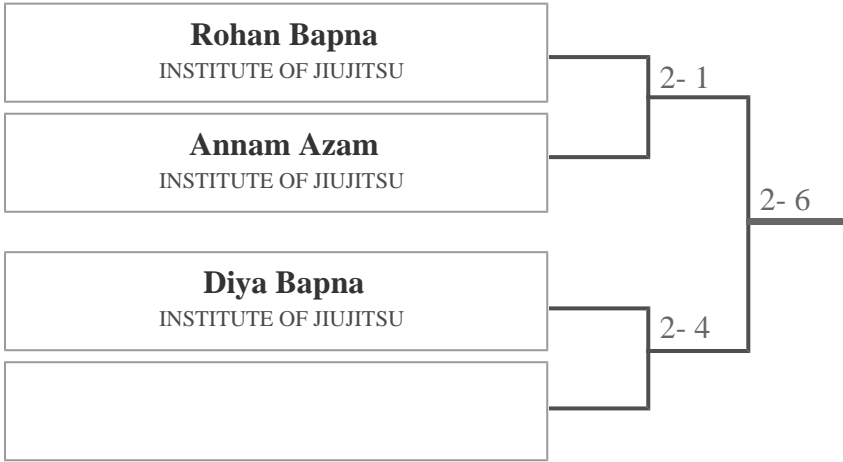 Rohan Bapna
INSTITUTE OF JIUJITSU
2- 1
Annam Azam
INSTITUTE OF JIUJITSU
2- 6
Diya Bapna
INSTITUTE OF JIUJITSU
2- 4